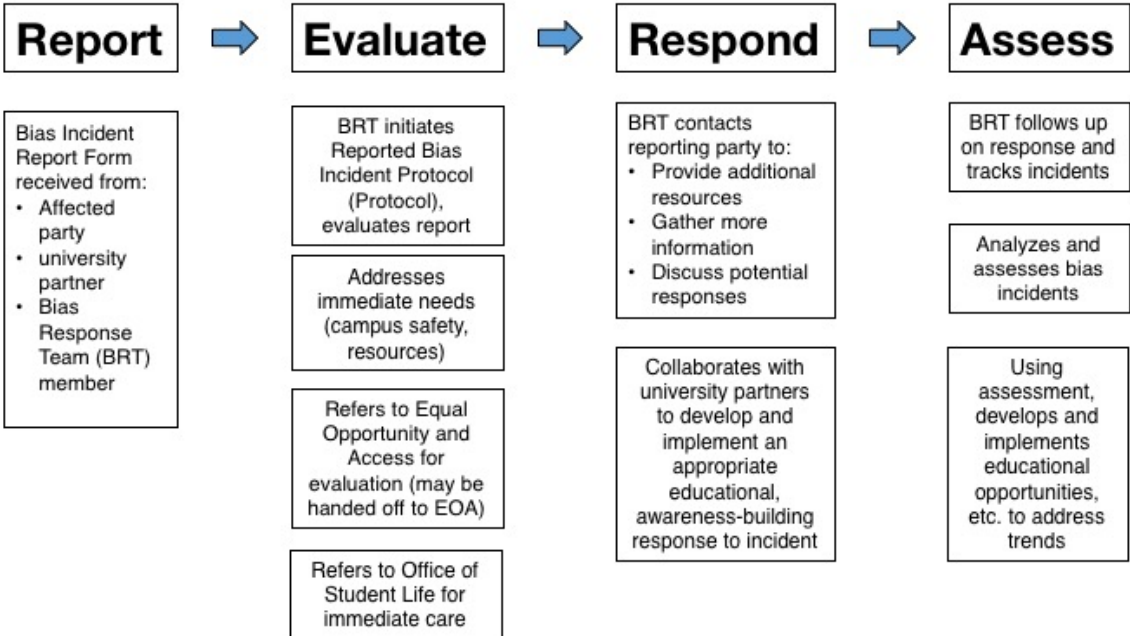 Report
Evaluate
Respond
Assess
Bias Incident
Report Form
received from:
• Affected
party
• university
partner
• Bias
Response
Team (BRT)
member
BRT initiates
Reported Bias
Incident Protocol
(Protocol),
evaluates report
Addresses
immediate needs
(campus safety,
resources)
Refers to Equal
Opportunity and
Access for
evaluation (may be
handed off to EOA)
Refers to Office of
Student Life for
immediate care
BRT contacts
reporting party to:
• Provide additional
resources
• Gather more
information
• Discuss potential
responses
Collaborates with
university partners
to develop and
implement an
appropriate
educational,
awareness-building
response to incident
BRT follows up
on response and
tracks incidents
Analyzes and
assesses bias
incidents
Using
assessment,
develops and
implements
educational
opportunities,
etc. to address
trends